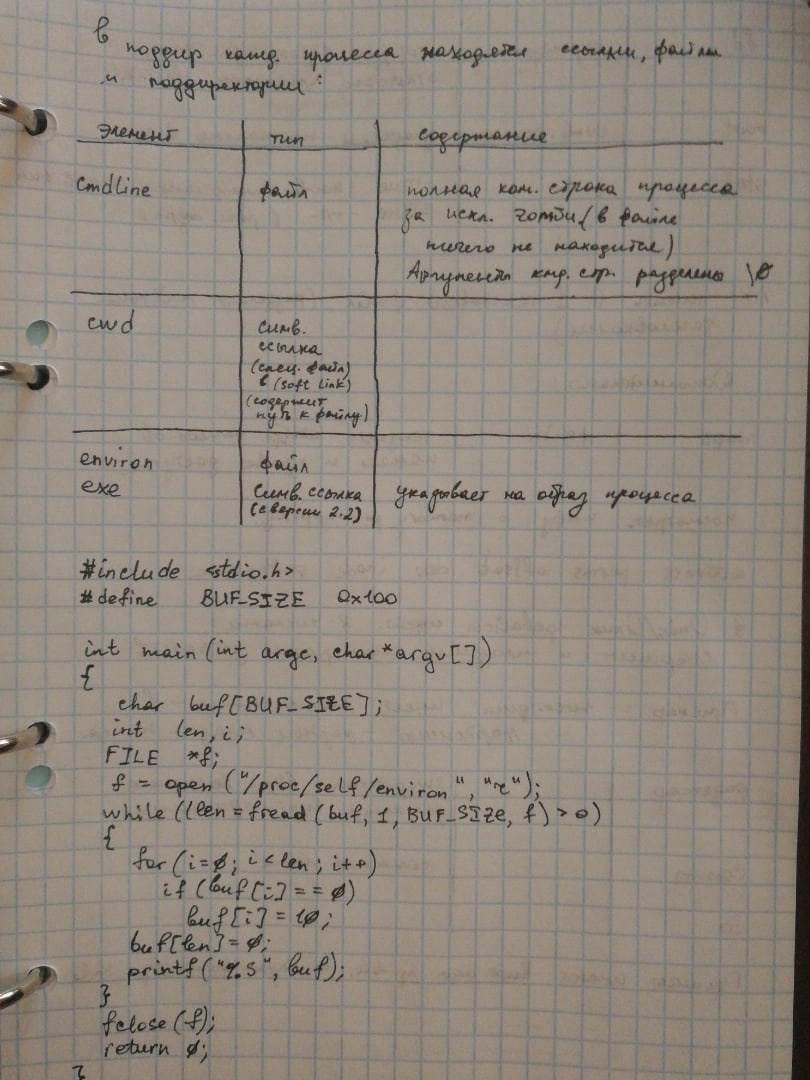 в поддир кажд. процесса находятся ссылки, файлы
и поддиректории:
элемент тип содержание
cmdline файл полная ком. строка процесса
за искл. зомби (в файле
ничего не находится)
Аргументы кмд. стр. разделены \0
cwd симв.
ссылка
(спец. файл)
в (soft link)
(содержит
путь к файлу)
environ файл
exe симв. ссылка указывает на образ процесса
(с версии 2.2)
#include <stdio.h>
#define BUF_SIZE 0x100
int main (int argc, char *argv[])
{
char buf[BUF_SIZE];
int len, i;
FILE *f;
f = open ("/proc/self/environ", "r");
while ((len = fread (buf, 1, BUF_SIZE, f) > 0)
{
for (i=0; i<len; i++)
if (buf[i] == 0)
buf[i] = 10;
buf[len] = 0;
printf("%s", buf);
}
fclose(f);
return 0;
}